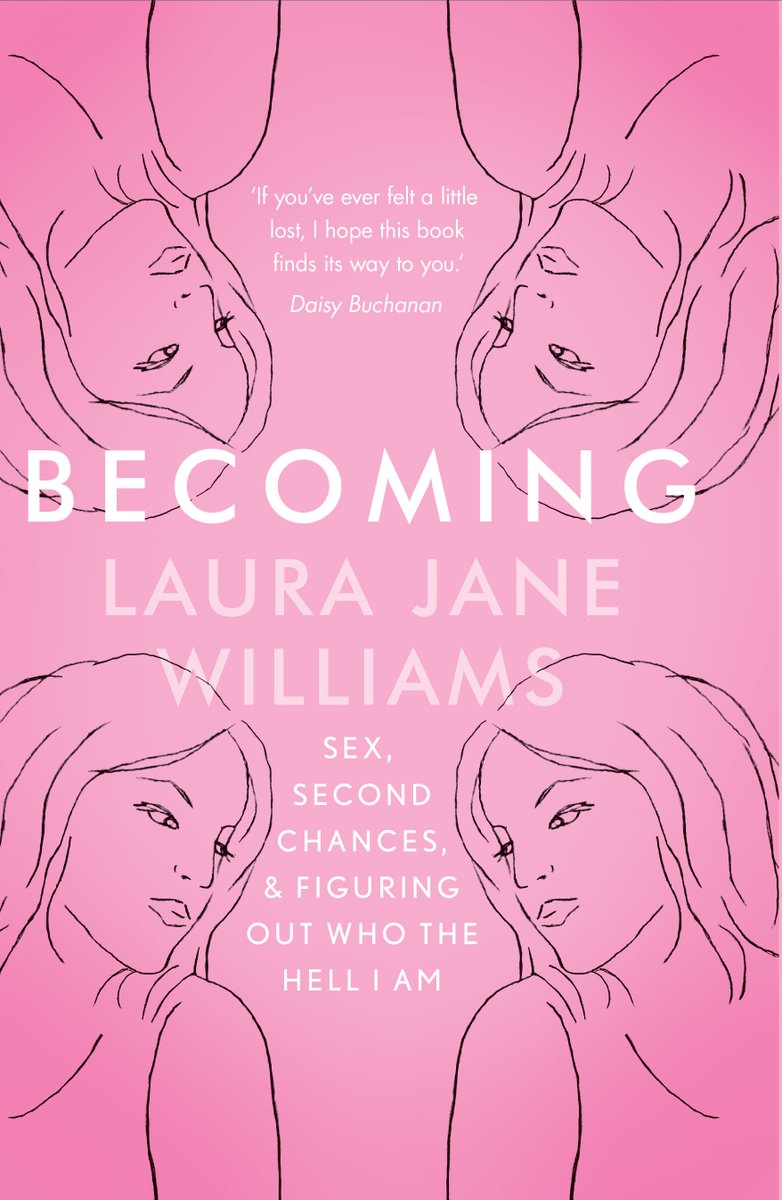 ‘If you’ve ever felt a little
lost, I hope this book
finds its way to you.’
Daisy Buchanan
BECOMING
LAURA JANE
WILLIAMS
SEX,
SECOND
CHANCES,
& FIGURING
OUT WHO THE
HELL I AM